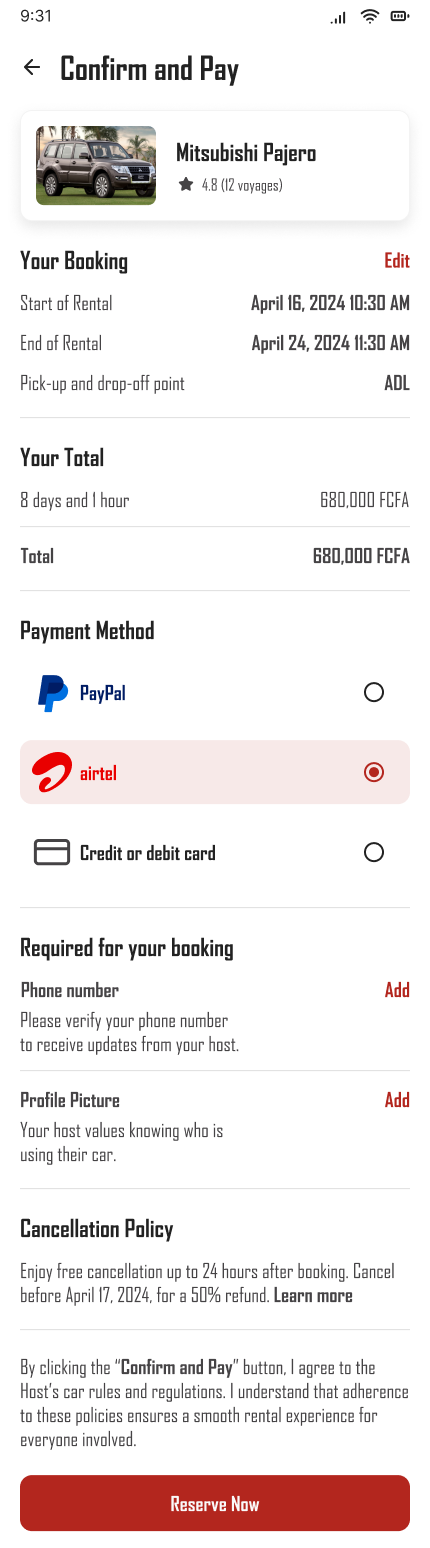 9:31
Confirm and Pay
Mitsubishi Pajero
4.8 (12 voyages)
Your Booking Edit
Start of Rental April 16, 2024 10:30 AM
End of Rental April 24, 2024 11:30 AM
Pick-up and drop-off point ADL
Your Total
8 days and 1 hour 680,000 FCFA
Total 680,000 FCFA
Payment Method
PayPal
airtel
Credit or debit card
Required for your booking
Phone number Add
Please verify your phone number
to receive updates from your host.
Profile Picture Add
Your host values knowing who is
using their car.
Cancellation Policy
Enjoy free cancellation up to 24 hours after booking. Cancel
before April 17, 2024, for a 50% refund. Learn more
By clicking the “Confirm and Pay” button, I agree to the
Host’s car rules and regulations. I understand that adherence
to these policies ensures a smooth rental experience for
everyone involved.
Reserve Now